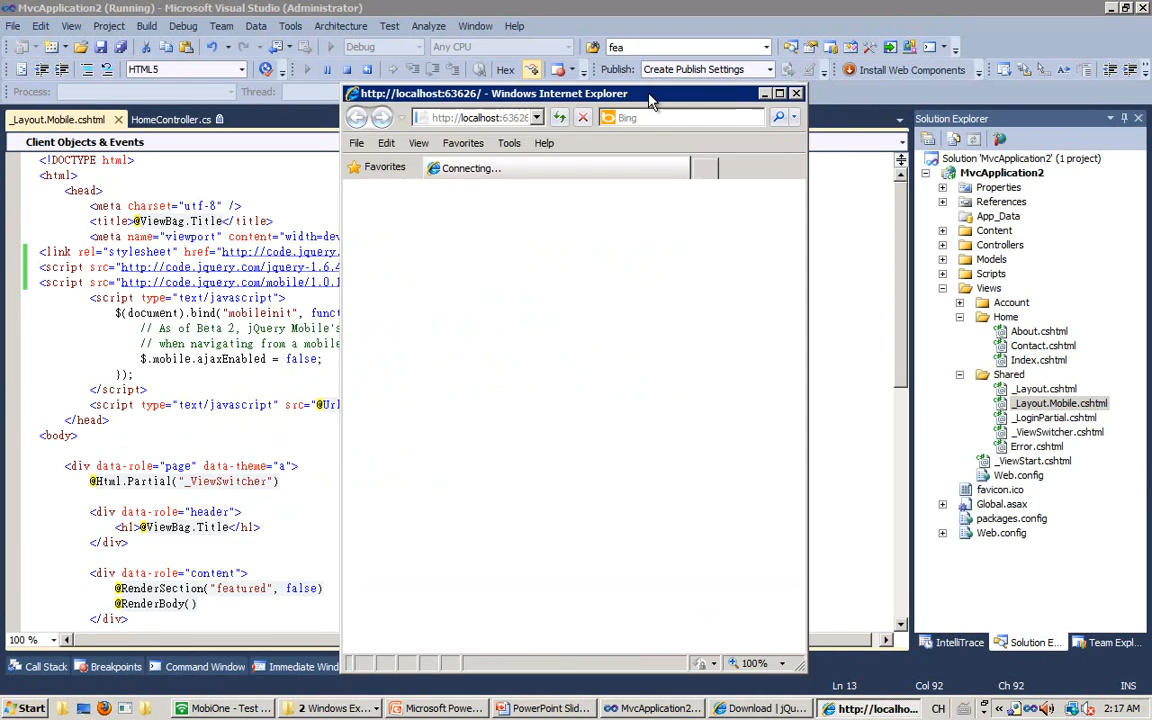 MvcApplication2 (Running) - Microsoft Visual Studio (Administrator)
File Edit View Project Build Debug Team Data Tools Architecture Test Analyze Window Help
Debug Any CPU fea
HTML5 Hex Publish: Create Publish Settings Install Web Components
Process: Thread: Stack Frame:
_Layout.Mobile.cshtml HomeController.cs
Client Objects & Events
<!DOCTYPE html>
<html>
<head>
<meta charset="utf-8" />
<title>@ViewBag.Title</title>
<meta name="viewport" content="width=dev
<link rel="stylesheet" href="http://code.jquery.
<script src="http://code.jquery.com/jquery-1.6.4
<script src="http://code.jquery.com/mobile/1.0.1
<script type="text/javascript">
$(document).bind("mobileinit", funct
// As of Beta 2, jQuery Mobile's
// when navigating from a mobile
$.mobile.ajaxEnabled = false;
});
</script>
<script type="text/javascript" src="@Url
</head>
<body>
<div data-role="page" data-theme="a">
@Html.Partial("_ViewSwitcher")
<div data-role="header">
<h1>@ViewBag.Title</h1>
</div>
<div data-role="content">
@RenderSection("featured", false)
@RenderBody()
</div>
100 %
http://localhost:63626/ - Windows Internet Explorer
http://localhost:63626 Bing
File Edit View Favorites Tools Help
Favorites Connecting...
100%
Solution Explorer
Solution 'MvcApplication2' (1 project)
MvcApplication2
Properties
References
App_Data
Content
Controllers
Models
Scripts
Views
Account
Home
About.cshtml
Contact.cshtml
Index.cshtml
Shared
_Layout.cshtml
_Layout.Mobile.cshtml
_LoginPartial.cshtml
_ViewSwitcher.cshtml
Error.cshtml
_ViewStart.cshtml
Web.config
favicon.ico
Global.asax
packages.config
Web.config
IntelliTrace Solution E... Team Expl...
Call Stack Breakpoints Command Window Immediate Wind
Ln 13 Col 92 Ch 92 INS
Start MobiOne - Test ... 2 Windows Ex... Microsoft Powe... PowerPoint Slid... MvcApplication2... Download | jQu... http://localho... CH 2:17 AM